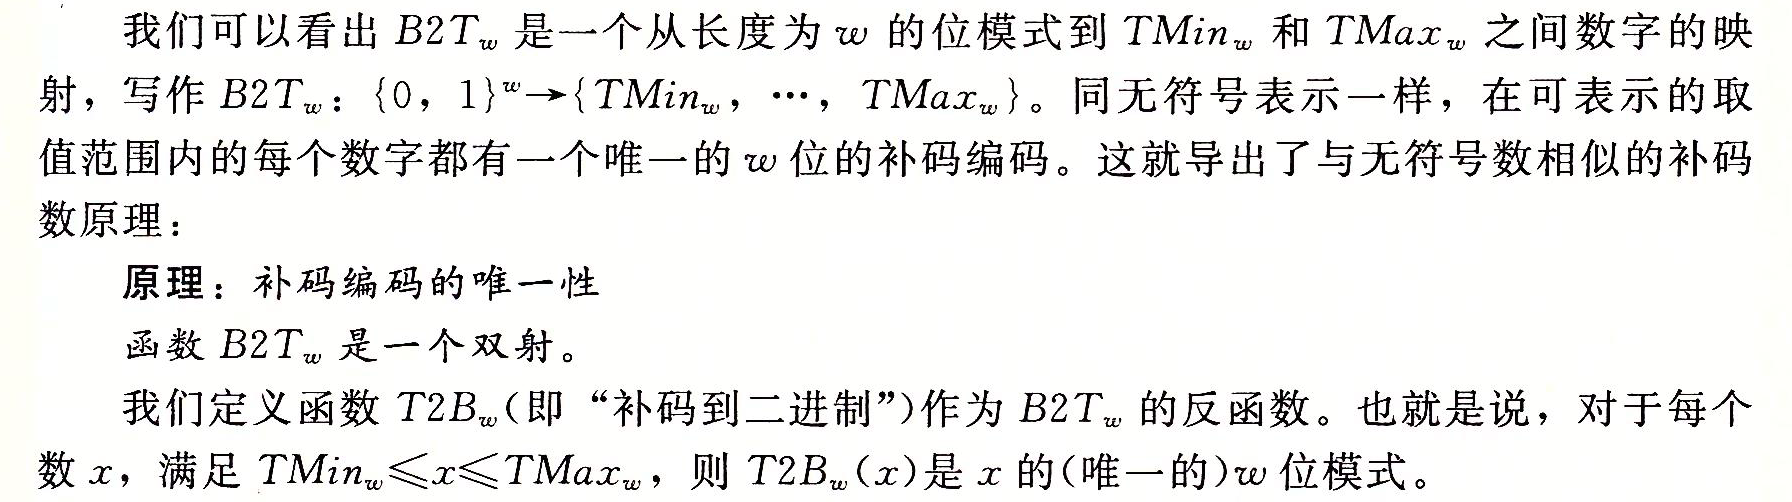 我们可以看出 B2T_w 是一个从长度为 w 的位模式到 TMin_w 和 TMax_w 之间数字的映
射，写作 B2T_w：{0，1}^w→{TMin_w，…，TMax_w}。同无符号表示一样，在可表示的取
值范围内的每个数字都有一个唯一的 w 位的补码编码。这就导出了与无符号数相似的补码
数原理：
原理：补码编码的唯一性
函数 B2T_w 是一个双射。
我们定义函数 T2B_w(即“补码到二进制”)作为 B2T_w 的反函数。也就是说，对于每个
数 x，满足 TMin_w≤x≤TMax_w，则 T2B_w(x)是 x 的(唯一的)w 位模式。